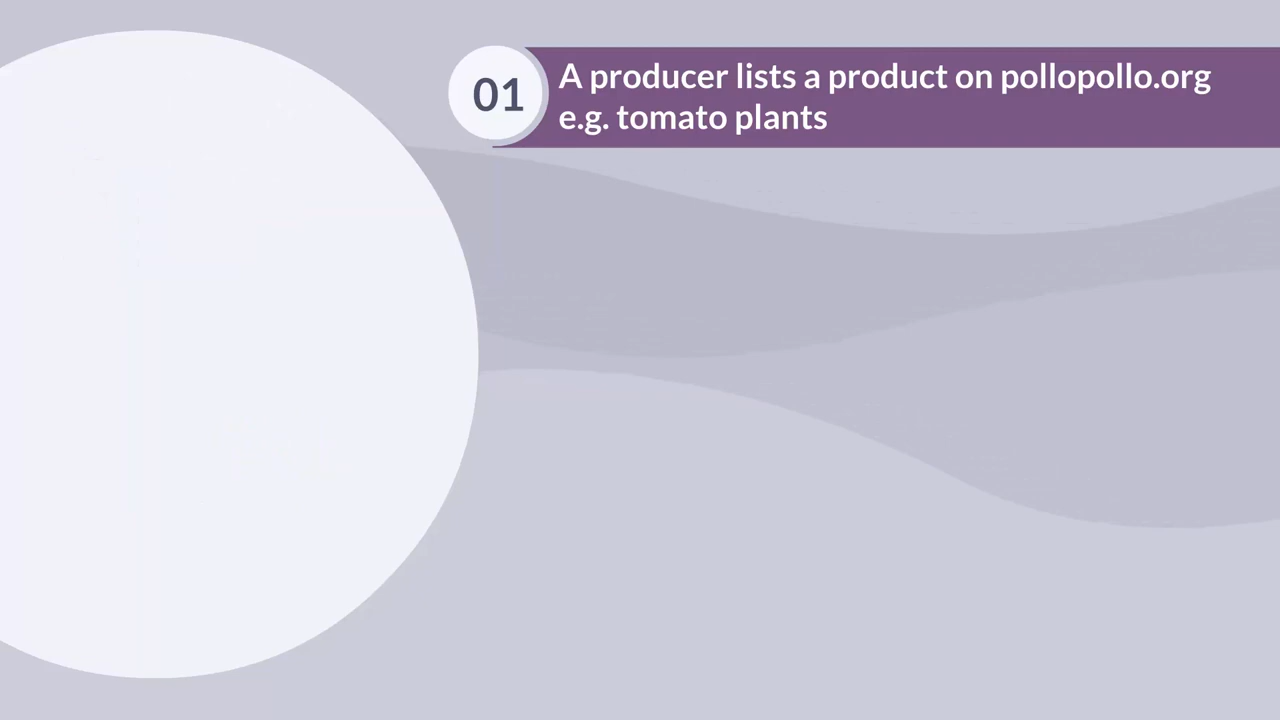 01
A producer lists a product on pollopollo.org
e.g. tomato plants